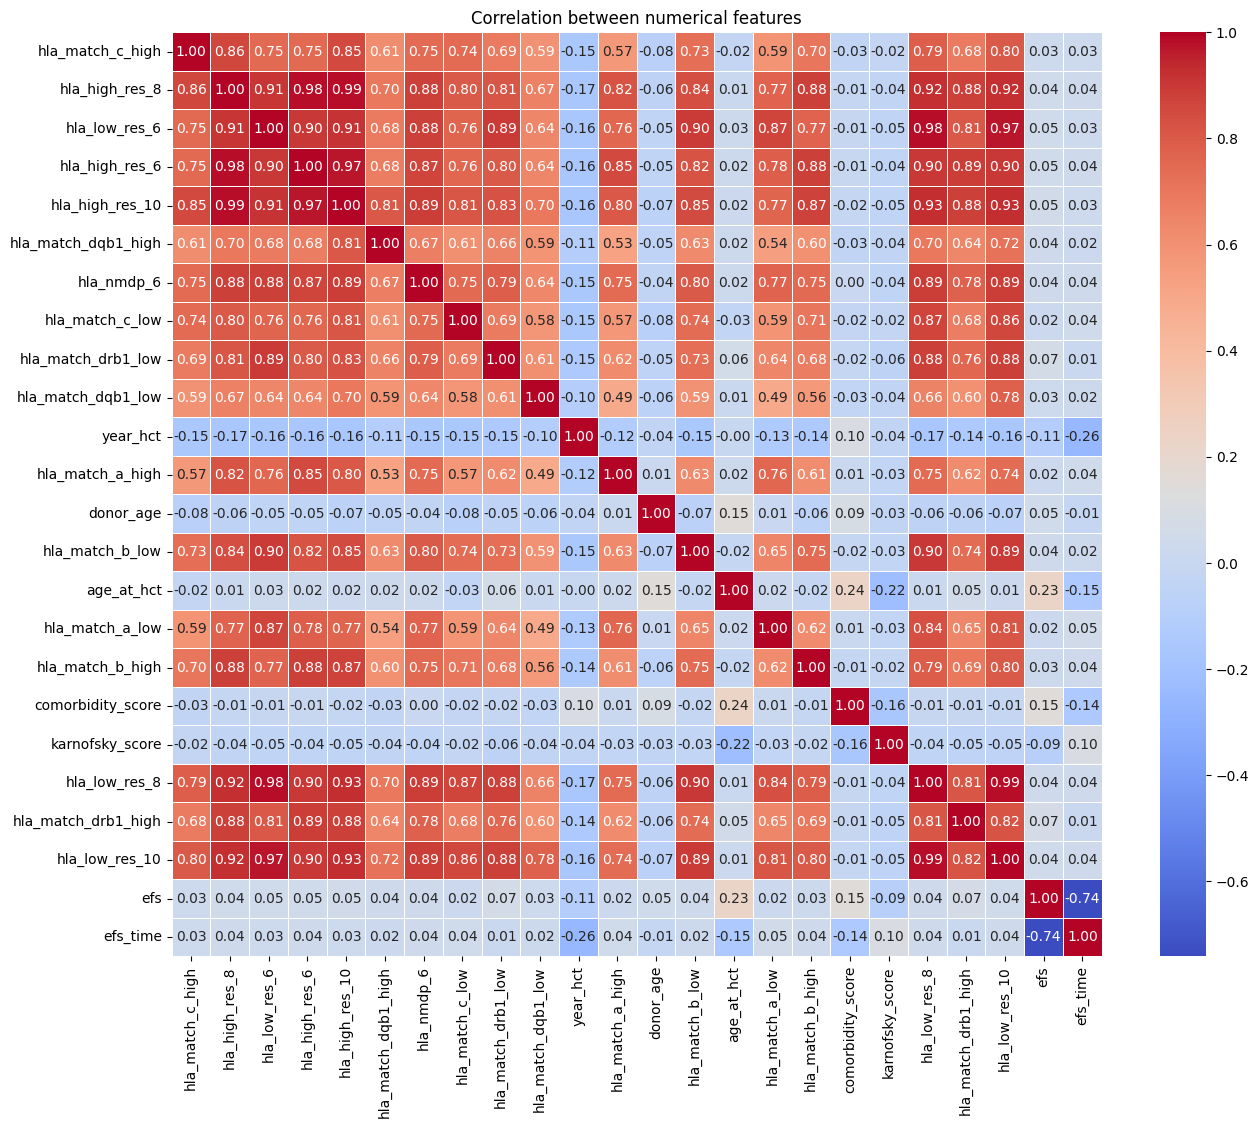 Correlation between numerical features
hla_match_c_high 1.00 0.86 0.75 0.75 0.85 0.61 0.75 0.74 0.69 0.59 -0.15 0.57 -0.08 0.73 -0.02 0.59 0.70 -0.03 -0.02 0.79 0.68 0.80 0.03 0.03
hla_high_res_8 0.86 1.00 0.91 0.98 0.99 0.70 0.88 0.80 0.81 0.67 -0.17 0.82 -0.06 0.84 0.01 0.77 0.88 -0.01 -0.04 0.92 0.88 0.92 0.04 0.04
hla_low_res_6 0.75 0.91 1.00 0.90 0.91 0.68 0.88 0.76 0.89 0.64 -0.16 0.76 -0.05 0.90 0.03 0.87 0.77 -0.01 -0.05 0.98 0.81 0.97 0.05 0.03
hla_high_res_6 0.75 0.98 0.90 1.00 0.97 0.68 0.87 0.76 0.80 0.64 -0.16 0.85 -0.05 0.82 0.02 0.78 0.88 -0.01 -0.04 0.90 0.89 0.90 0.05 0.04
hla_high_res_10 0.85 0.99 0.91 0.97 1.00 0.81 0.89 0.81 0.83 0.70 -0.16 0.80 -0.07 0.85 0.02 0.77 0.87 -0.02 -0.05 0.93 0.88 0.93 0.05 0.03
hla_match_dqb1_high 0.61 0.70 0.68 0.68 0.81 1.00 0.67 0.61 0.66 0.59 -0.11 0.53 -0.05 0.63 0.02 0.54 0.60 -0.03 -0.04 0.70 0.64 0.72 0.04 0.02
hla_nmdp_6 0.75 0.88 0.88 0.87 0.89 0.67 1.00 0.75 0.79 0.64 -0.15 0.75 -0.04 0.80 0.02 0.77 0.75 0.00 -0.04 0.89 0.78 0.89 0.04 0.04
hla_match_c_low 0.74 0.80 0.76 0.76 0.81 0.61 0.75 1.00 0.69 0.58 -0.15 0.57 -0.08 0.74 -0.03 0.59 0.71 -0.02 -0.02 0.87 0.68 0.86 0.02 0.04
hla_match_drb1_low 0.69 0.81 0.89 0.80 0.83 0.66 0.79 0.69 1.00 0.61 -0.15 0.62 -0.05 0.73 0.06 0.64 0.68 -0.02 -0.06 0.88 0.76 0.88 0.07 0.01
hla_match_dqb1_low 0.59 0.67 0.64 0.64 0.70 0.59 0.64 0.58 0.61 1.00 -0.10 0.49 -0.06 0.59 0.01 0.49 0.56 -0.03 -0.04 0.66 0.60 0.78 0.03 0.02
year_hct -0.15 -0.17 -0.16 -0.16 -0.16 -0.11 -0.15 -0.15 -0.15 -0.10 1.00 -0.12 -0.04 -0.15 -0.00 -0.13 -0.14 0.10 -0.04 -0.17 -0.14 -0.16 -0.11 -0.26
hla_match_a_high 0.57 0.82 0.76 0.85 0.80 0.53 0.75 0.57 0.62 0.49 -0.12 1.00 0.01 0.63 0.02 0.76 0.61 0.01 -0.03 0.75 0.62 0.74 0.02 0.04
donor_age -0.08 -0.06 -0.05 -0.05 -0.07 -0.05 -0.04 -0.08 -0.05 -0.06 -0.04 0.01 1.00 -0.07 0.15 0.01 -0.06 0.09 -0.03 -0.06 -0.06 -0.07 0.05 -0.01
hla_match_b_low 0.73 0.84 0.90 0.82 0.85 0.63 0.80 0.74 0.73 0.59 -0.15 0.63 -0.07 1.00 -0.02 0.65 0.75 -0.02 -0.03 0.90 0.74 0.89 0.04 0.02
age_at_hct -0.02 0.01 0.03 0.02 0.02 0.02 0.02 -0.03 0.06 0.01 -0.00 0.02 0.15 -0.02 1.00 0.02 -0.02 0.24 -0.22 0.01 0.05 0.01 0.23 -0.15
hla_match_a_low 0.59 0.77 0.87 0.78 0.77 0.54 0.77 0.59 0.64 0.49 -0.13 0.76 0.01 0.65 0.02 1.00 0.62 0.01 -0.03 0.84 0.65 0.81 0.02 0.05
hla_match_b_high 0.70 0.88 0.77 0.88 0.87 0.60 0.75 0.71 0.68 0.56 -0.14 0.61 -0.06 0.75 -0.02 0.62 1.00 -0.01 -0.02 0.79 0.69 0.80 0.03 0.04
comorbidity_score -0.03 -0.01 -0.01 -0.01 -0.02 -0.03 0.00 -0.02 -0.02 -0.03 0.10 0.01 0.09 -0.02 0.24 0.01 -0.01 1.00 -0.16 -0.01 -0.01 -0.01 0.15 -0.14
karnofsky_score -0.02 -0.04 -0.05 -0.04 -0.05 -0.04 -0.04 -0.02 -0.06 -0.04 -0.04 -0.03 -0.03 -0.03 -0.22 -0.03 -0.02 -0.16 1.00 -0.04 -0.05 -0.05 -0.09 0.10
hla_low_res_8 0.79 0.92 0.98 0.90 0.93 0.70 0.89 0.87 0.88 0.66 -0.17 0.75 -0.06 0.90 0.01 0.84 0.79 -0.01 -0.04 1.00 0.81 0.99 0.04 0.04
hla_match_drb1_high 0.68 0.88 0.81 0.89 0.88 0.64 0.78 0.68 0.76 0.60 -0.14 0.62 -0.06 0.74 0.05 0.65 0.69 -0.01 -0.05 0.81 1.00 0.82 0.07 0.01
hla_low_res_10 0.80 0.92 0.97 0.90 0.93 0.72 0.89 0.86 0.88 0.78 -0.16 0.74 -0.07 0.89 0.01 0.81 0.80 -0.01 -0.05 0.99 0.82 1.00 0.04 0.04
efs 0.03 0.04 0.05 0.05 0.05 0.04 0.04 0.02 0.07 0.03 -0.11 0.02 0.05 0.04 0.23 0.02 0.03 0.15 -0.09 0.04 0.07 0.04 1.00 -0.74
efs_time 0.03 0.04 0.03 0.04 0.03 0.02 0.04 0.04 0.01 0.02 -0.26 0.04 -0.01 0.02 -0.15 0.05 0.04 -0.14 0.10 0.04 0.01 0.04 -0.74 1.00
hla_match_c_high
hla_high_res_8
hla_low_res_6
hla_high_res_6
hla_high_res_10
hla_match_dqb1_high
hla_nmdp_6
hla_match_c_low
hla_match_drb1_low
hla_match_dqb1_low
year_hct
hla_match_a_high
donor_age
hla_match_b_low
age_at_hct
hla_match_a_low
hla_match_b_high
comorbidity_score
karnofsky_score
hla_low_res_8
hla_match_drb1_high
hla_low_res_10
efs
efs_time
1.0
0.8
0.6
0.4
0.2
0.0
−0.2
−0.4
−0.6